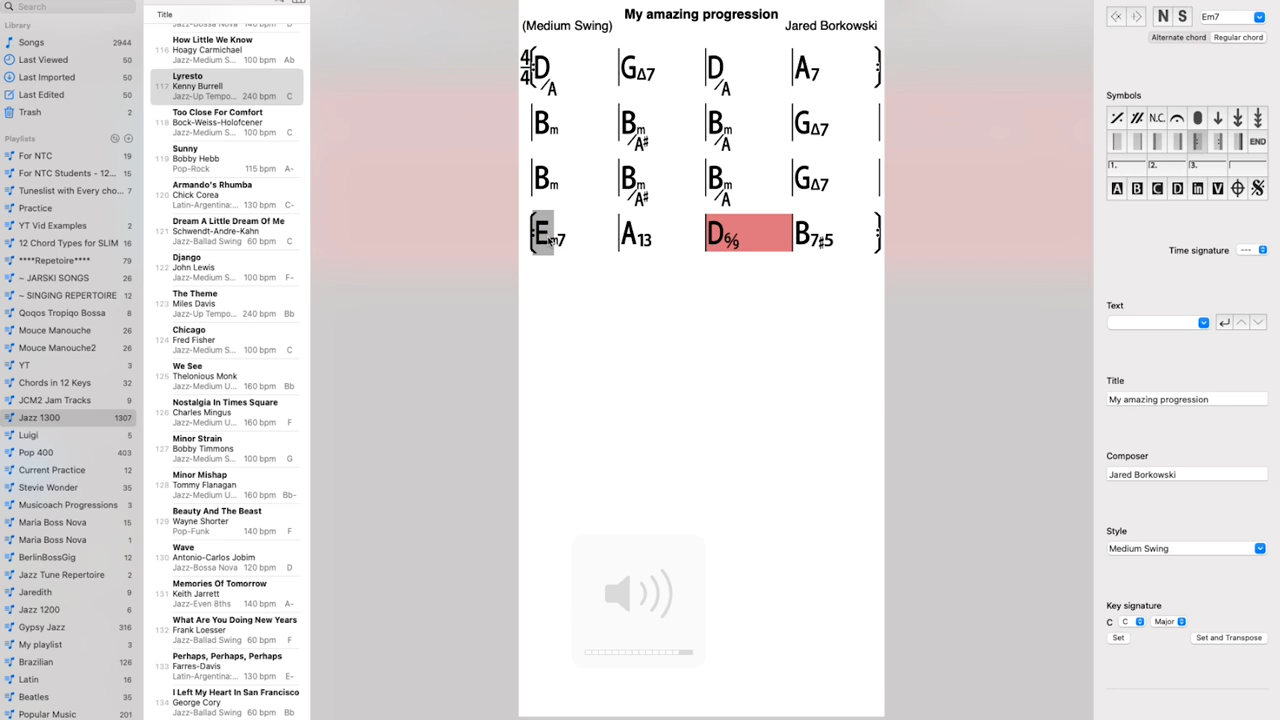 Search
Library
Songs 2944
Last Viewed 50
Last Imported 50
Last Edited 50
Trash
Playlists
For NTC 19
For NTC Students - ... 16
Tuneslist with Every cho...
Practice
YT Vid Examples 2
12 Chord Types for SLIM 4
****Repetoire**** 39
~ JARSKI SONGS 26
~ SINGING REPERTOIRE 12
Qoqos Tropiqo Bossa 8
Mouce Manouche 51
Mouce Manouche2 6
YT 3
Chords in 12 Keys 32
JCM2 Jam Tracks 9
Jazz 1300 1307
Luigi 5
Pop 400 403
Current Practice 10
Stevie Wonder 35
Musicoach Progressions 3
Maria Boss Nova 15
Maria Boss Nova 1
BerlinBossGig 12
Jazz Tune Repertoire 2
Jaredith 9
Jazz 1200 6
Gypsy Jazz 316
My playlist 4
Brazilian 126
Latin 161
Beatles 35
Popular Music 201
Title
Jazz-Bossa Nova 140 bpm D
116 How Little We Know
Hoagy Carmichael
Jazz-Medium S... 100 bpm Ab
117 Lyresto
Kenny Burrell
Jazz-Up Tempo... 240 bpm C
118 Too Close For Comfort
Bock-Weiss-Holofcener
Jazz-Medium S... 100 bpm C
119 Sunny
Bobby Hebb
Pop-Rock 115 bpm A-
120 Armando's Rhumba
Chick Corea
Latin-Argentina:... 130 bpm C-
121 Dream A Little Dream Of Me
Schwendt-Andre-Kahn
Jazz-Ballad Swing 60 bpm C
122 Django
John Lewis
Jazz-Medium S... 100 bpm F-
123 The Theme
Miles Davis
Jazz-Up Tempo... 240 bpm Bb
124 Chicago
Fred Fisher
Jazz-Medium S... 100 bpm C
125 We See
Thelonious Monk
Jazz-Medium U... 160 bpm Bb
126 Nostalgia In Times Square
Charles Mingus
Jazz-Medium U... 160 bpm F
127 Minor Strain
Bobby Timmons
Jazz-Medium S... 100 bpm G
128 Minor Mishap
Tommy Flanagan
Jazz-Medium U... 160 bpm Bb-
129 Beauty And The Beast
Wayne Shorter
Pop-Funk 140 bpm F
130 Wave
Antonio-Carlos Jobim
Jazz-Bossa Nova 120 bpm D
131 Memories Of Tomorrow
Keith Jarrett
Jazz-Even 8ths 140 bpm A-
132 What Are You Doing New Years
Frank Loesser
Jazz-Ballad Swing 60 bpm F
133 Perhaps, Perhaps, Perhaps
Farres-Davis
Latin-Argentina:... 130 bpm E-
134 I Left My Heart In San Francisco
George Cory
Jazz-Ballad Swing 60 bpm Bb
My amazing progression
(Medium Swing) Jared Borkowski
4/4 D/A GΔ7 D/A A7
Bm Bm/A# Bm/A GΔ7
Bm Bm/A# Bm/A GΔ7
Em7 A13 D6/9 B7#5
N S Em7
Alternate chord Regular chord
Symbols
N.C.
END
1. 2. 3.
A B C D in V S
Time signature ---
Text
Title
My amazing progression
Composer
Jared Borkowski
Style
Medium Swing
Key signature
C C Major
Set Set and Transpose